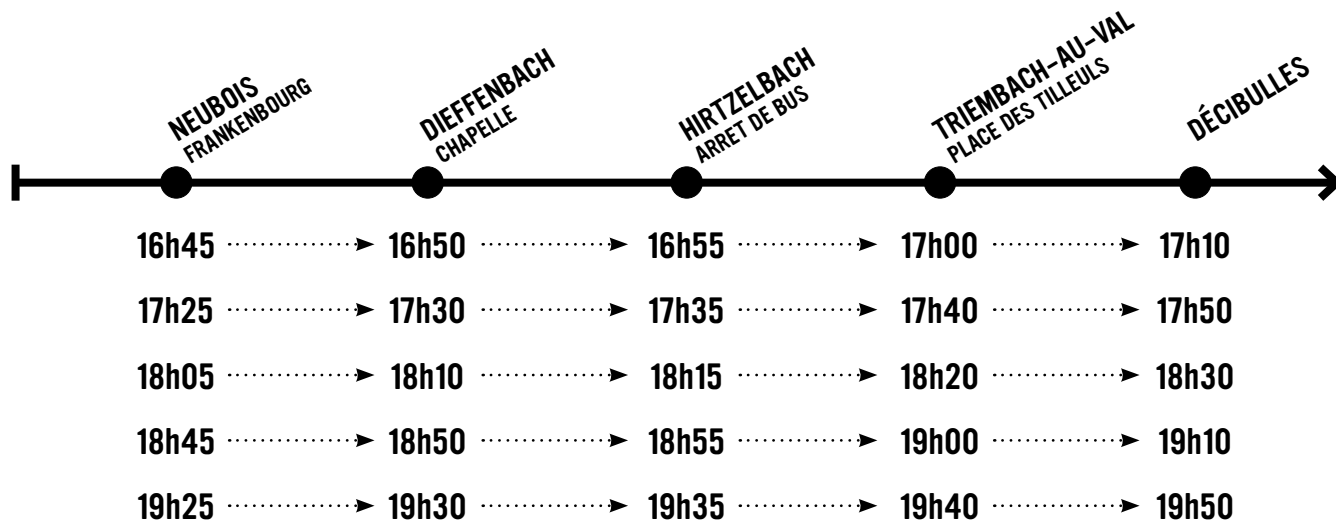 NEUBOIS
FRANKENBOURG
DIEFFENBACH
CHAPELLE
HIRTZELBACH
ARRET DE BUS
TRIEMBACH-AU-VAL
PLACE DES TILLEULS
DÉCIBULLES
16h45 16h50 16h55 17h00 17h10
17h25 17h30 17h35 17h40 17h50
18h05 18h10 18h15 18h20 18h30
18h45 18h50 18h55 19h00 19h10
19h25 19h30 19h35 19h40 19h50